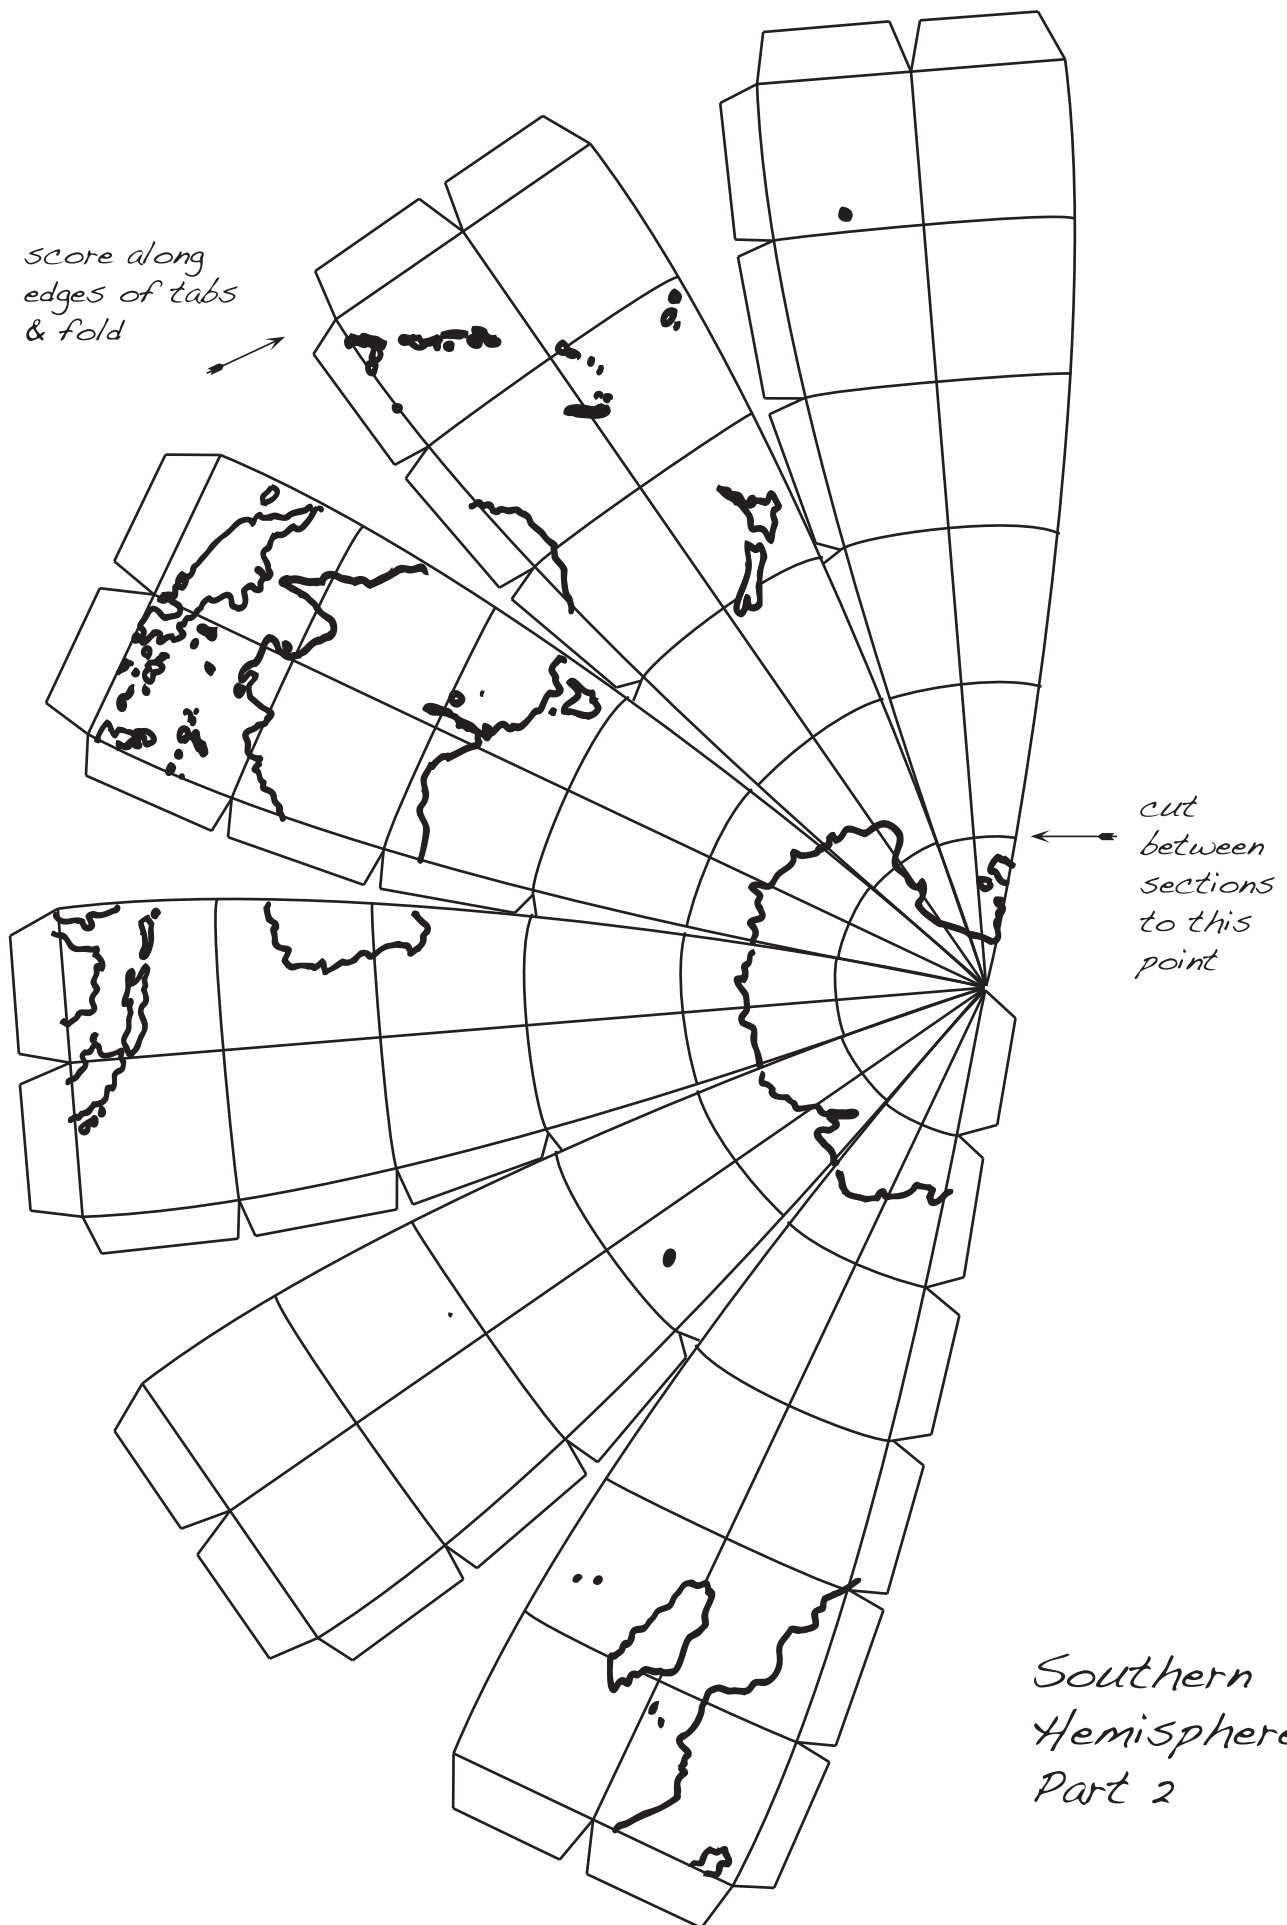 score along
edges of tabs
& fold
cut
between
sections
to this
point
Southern
Hemisphere
Part 2